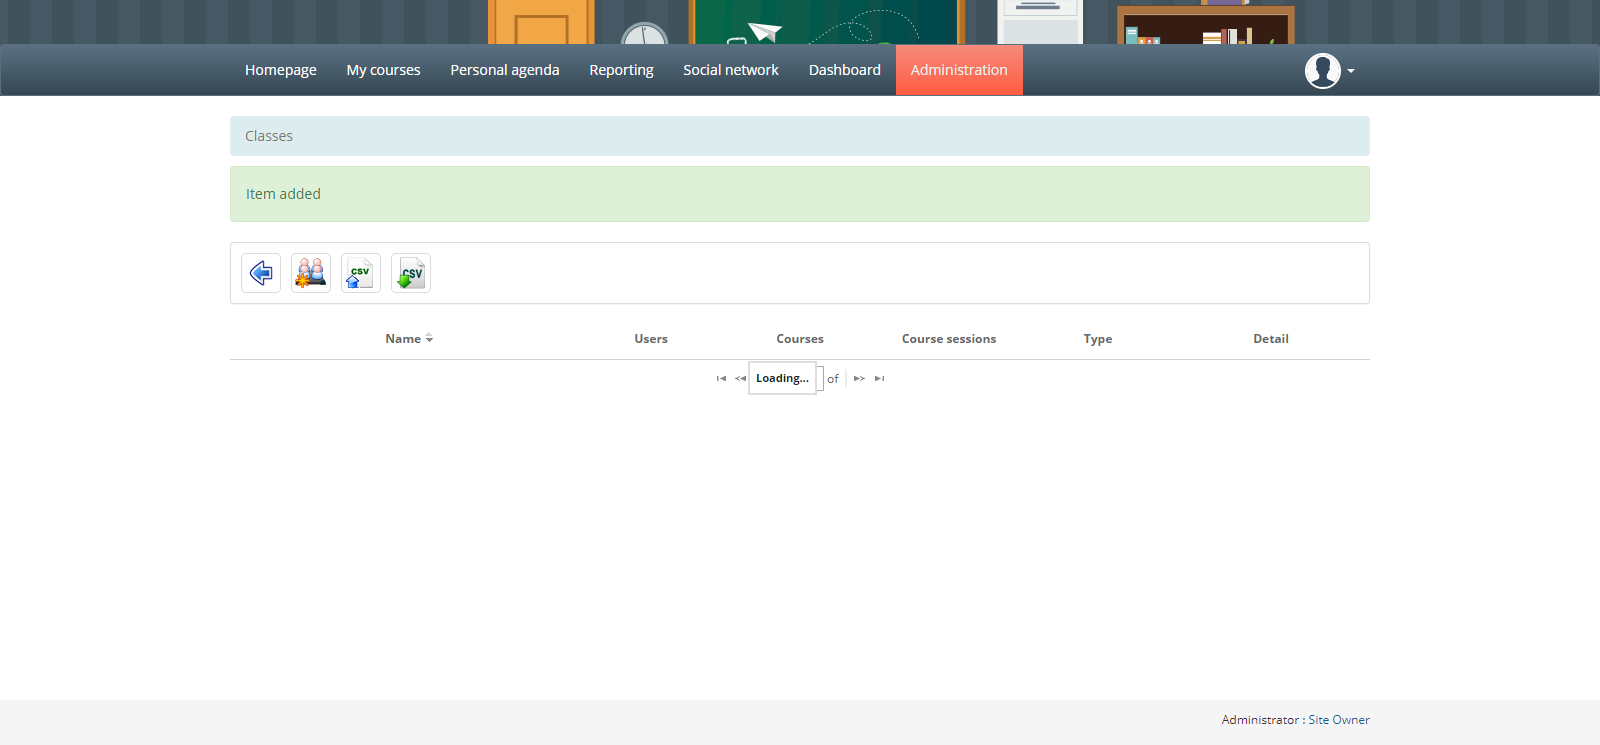 Homepage My courses Personal agenda Reporting Social network Dashboard Administration
Classes
Item added
CSV CSV
Name Users Courses Course sessions Type Detail
Loading... of
Administrator : Site Owner